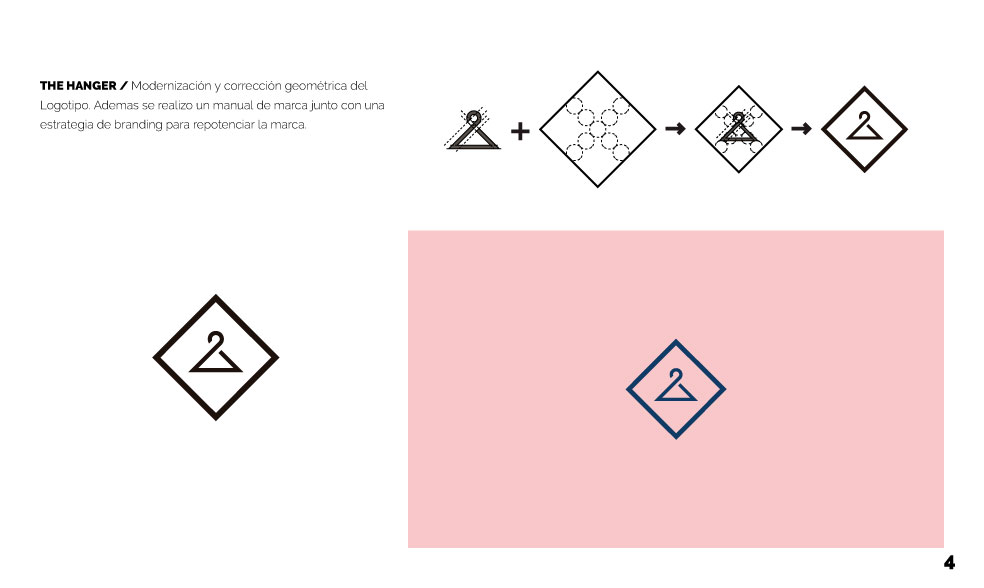 THE HANGER / Modernización y corrección geométrica del
Logotipo. Ademas se realizo un manual de marca junto con una
estrategia de branding para repotenciar la marca.
4